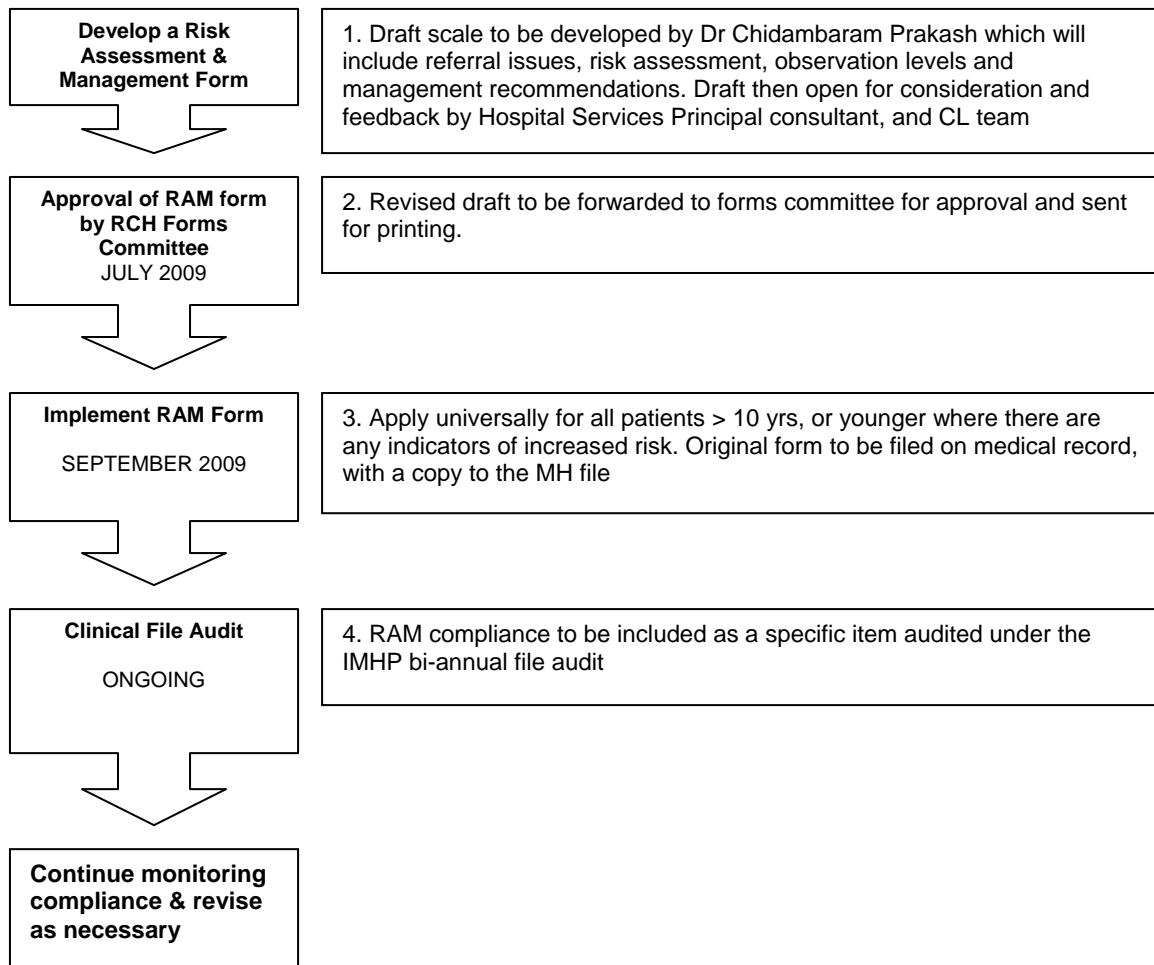 Develop a Risk
Assessment &
Management Form
1. Draft scale to be developed by Dr Chidambaram Prakash which will
include referral issues, risk assessment, observation levels and
management recommendations. Draft then open for consideration and
feedback by Hospital Services Principal consultant, and CL team
Approval of RAM form
by RCH Forms
Committee
JULY 2009
2. Revised draft to be forwarded to forms committee for approval and sent
for printing.
Implement RAM Form
SEPTEMBER 2009
3. Apply universally for all patients > 10 yrs, or younger where there are
any indicators of increased risk. Original form to be filed on medical record,
with a copy to the MH file
Clinical File Audit
ONGOING
4. RAM compliance to be included as a specific item audited under the
IMHP bi-annual file audit
Continue monitoring
compliance & revise
as necessary